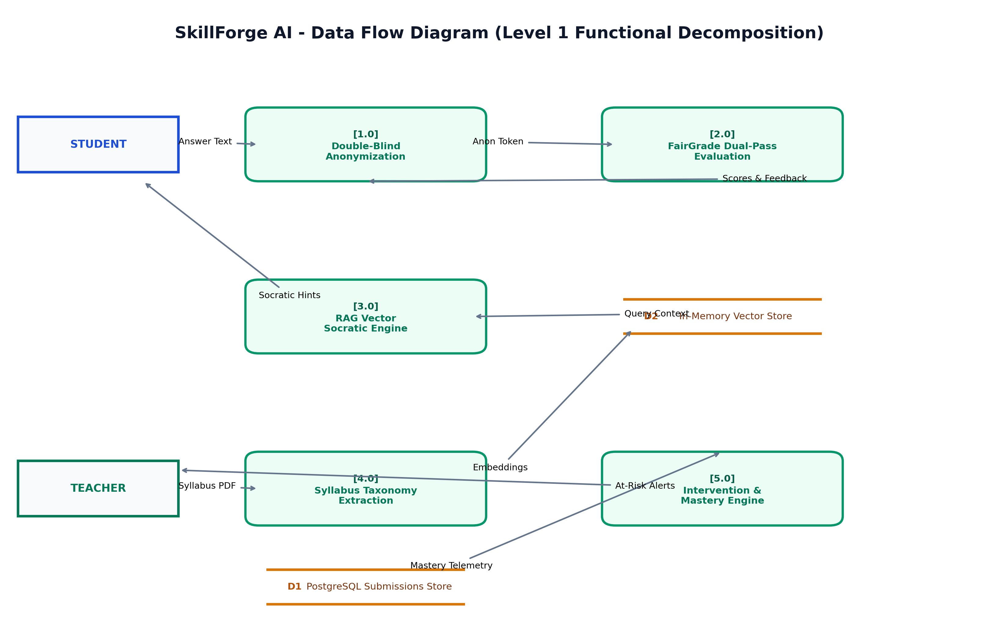 SkillForge AI - Data Flow Diagram (Level 1 Functional Decomposition)
STUDENT
Answer Text
[1.0]
Double-Blind
Anonymization
Anon Token
[2.0]
FairGrade Dual-Pass
Evaluation
Scores & Feedback
Socratic Hints
[3.0]
RAG Vector
Socratic Engine
Query Context
D2 In-Memory Vector Store
TEACHER
Syllabus PDF
[4.0]
Syllabus Taxonomy
Extraction
Embeddings
At-Risk Alerts
[5.0]
Intervention &
Mastery Engine
Mastery Telemetry
D1 PostgreSQL Submissions Store